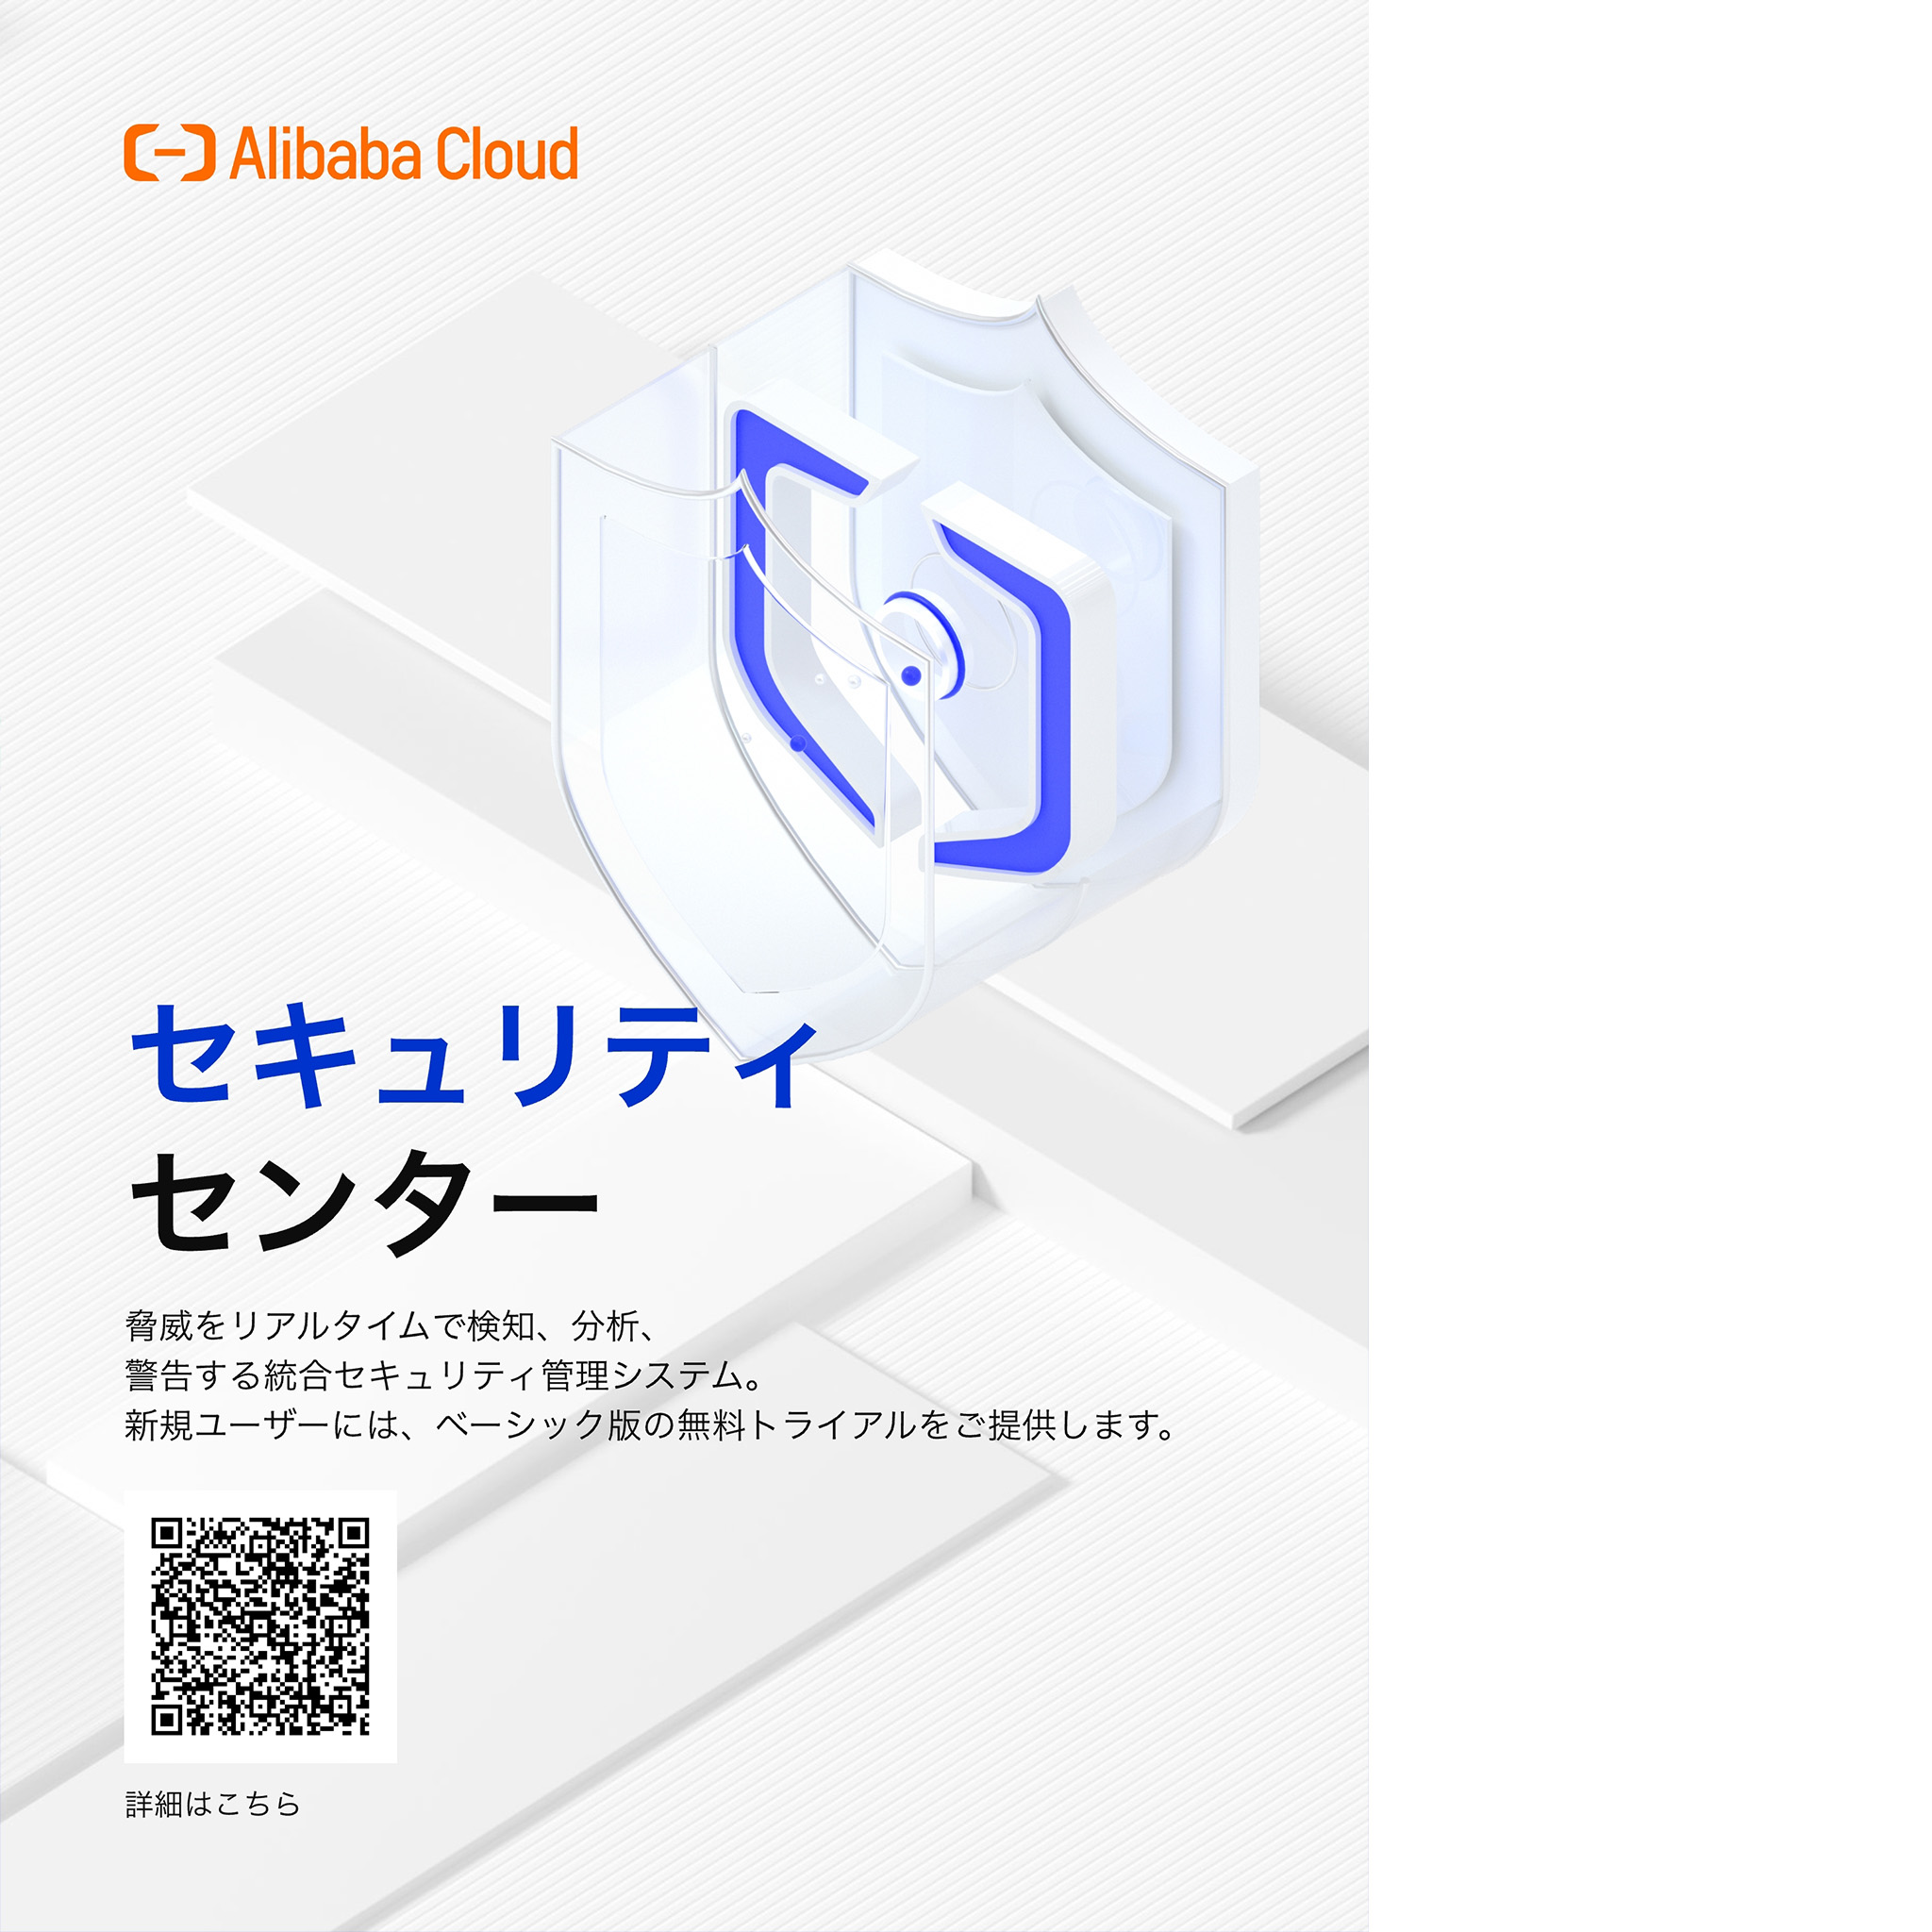 Alibaba Cloud
セキュリティ
センター
脅威をリアルタイムで検知、分析、
警告する統合セキュリティ管理システム。
新規ユーザーには、ベーシック版の無料トライアルをご提供します。
詳細はこちら